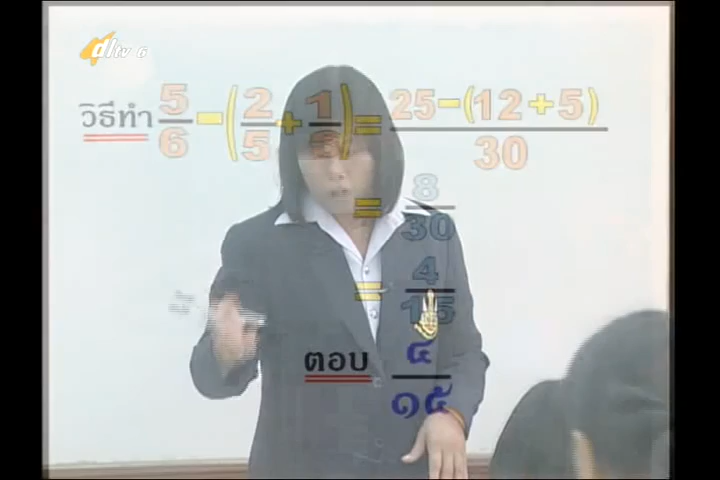 dltv 6
วิธีทำ 5/6 - (2/5 + 1/ ) = 25-(12+5)/30
= 8/30
= 4/15
ตอบ ๔/๑๕